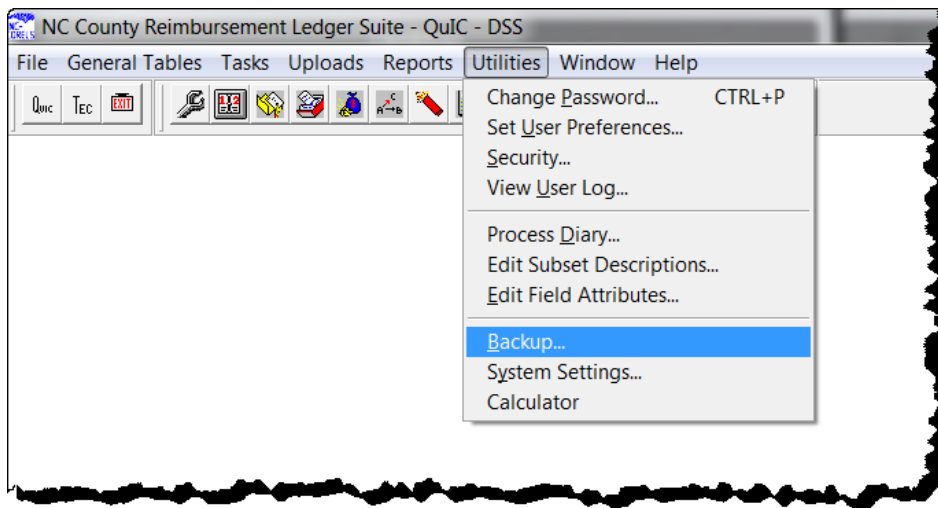 NC-
CORELS
NC County Reimbursement Ledger Suite - QuIC - DSS
File General Tables Tasks Uploads Reports Utilities Window Help
QUIC TEC EXIT
Change Password... CTRL+P
Set User Preferences...
Security...
View User Log...
Process Diary...
Edit Subset Descriptions...
Edit Field Attributes...
Backup...
System Settings...
Calculator